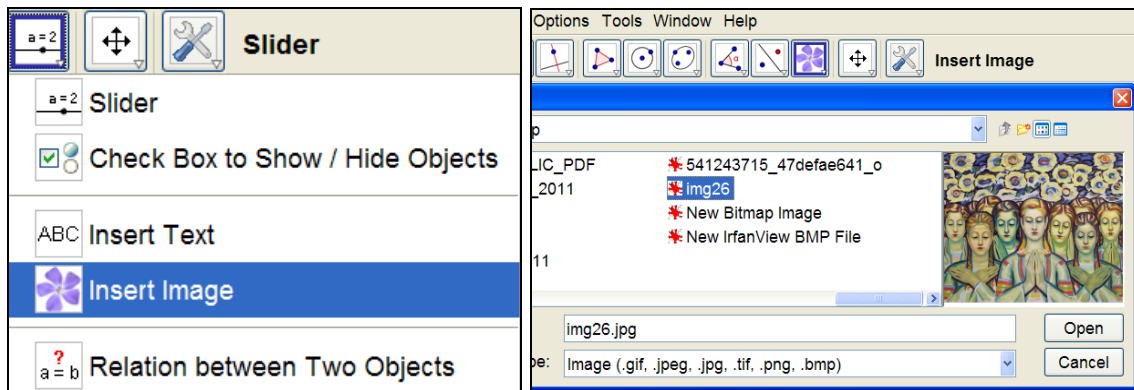 a=2
Slider
a=2 Slider
Check Box to Show / Hide Objects
ABC Insert Text
Insert Image
?
a=b Relation between Two Objects
Options Tools Window Help
α
Insert Image
p
LIC_PDF
541243715_47defae641_o
_2011
img26
New Bitmap Image
New IrfanView BMP File
11
img26.jpg
Open
pe:
Image (.gif, .jpeg, .jpg, .tif, .png, .bmp)
Cancel